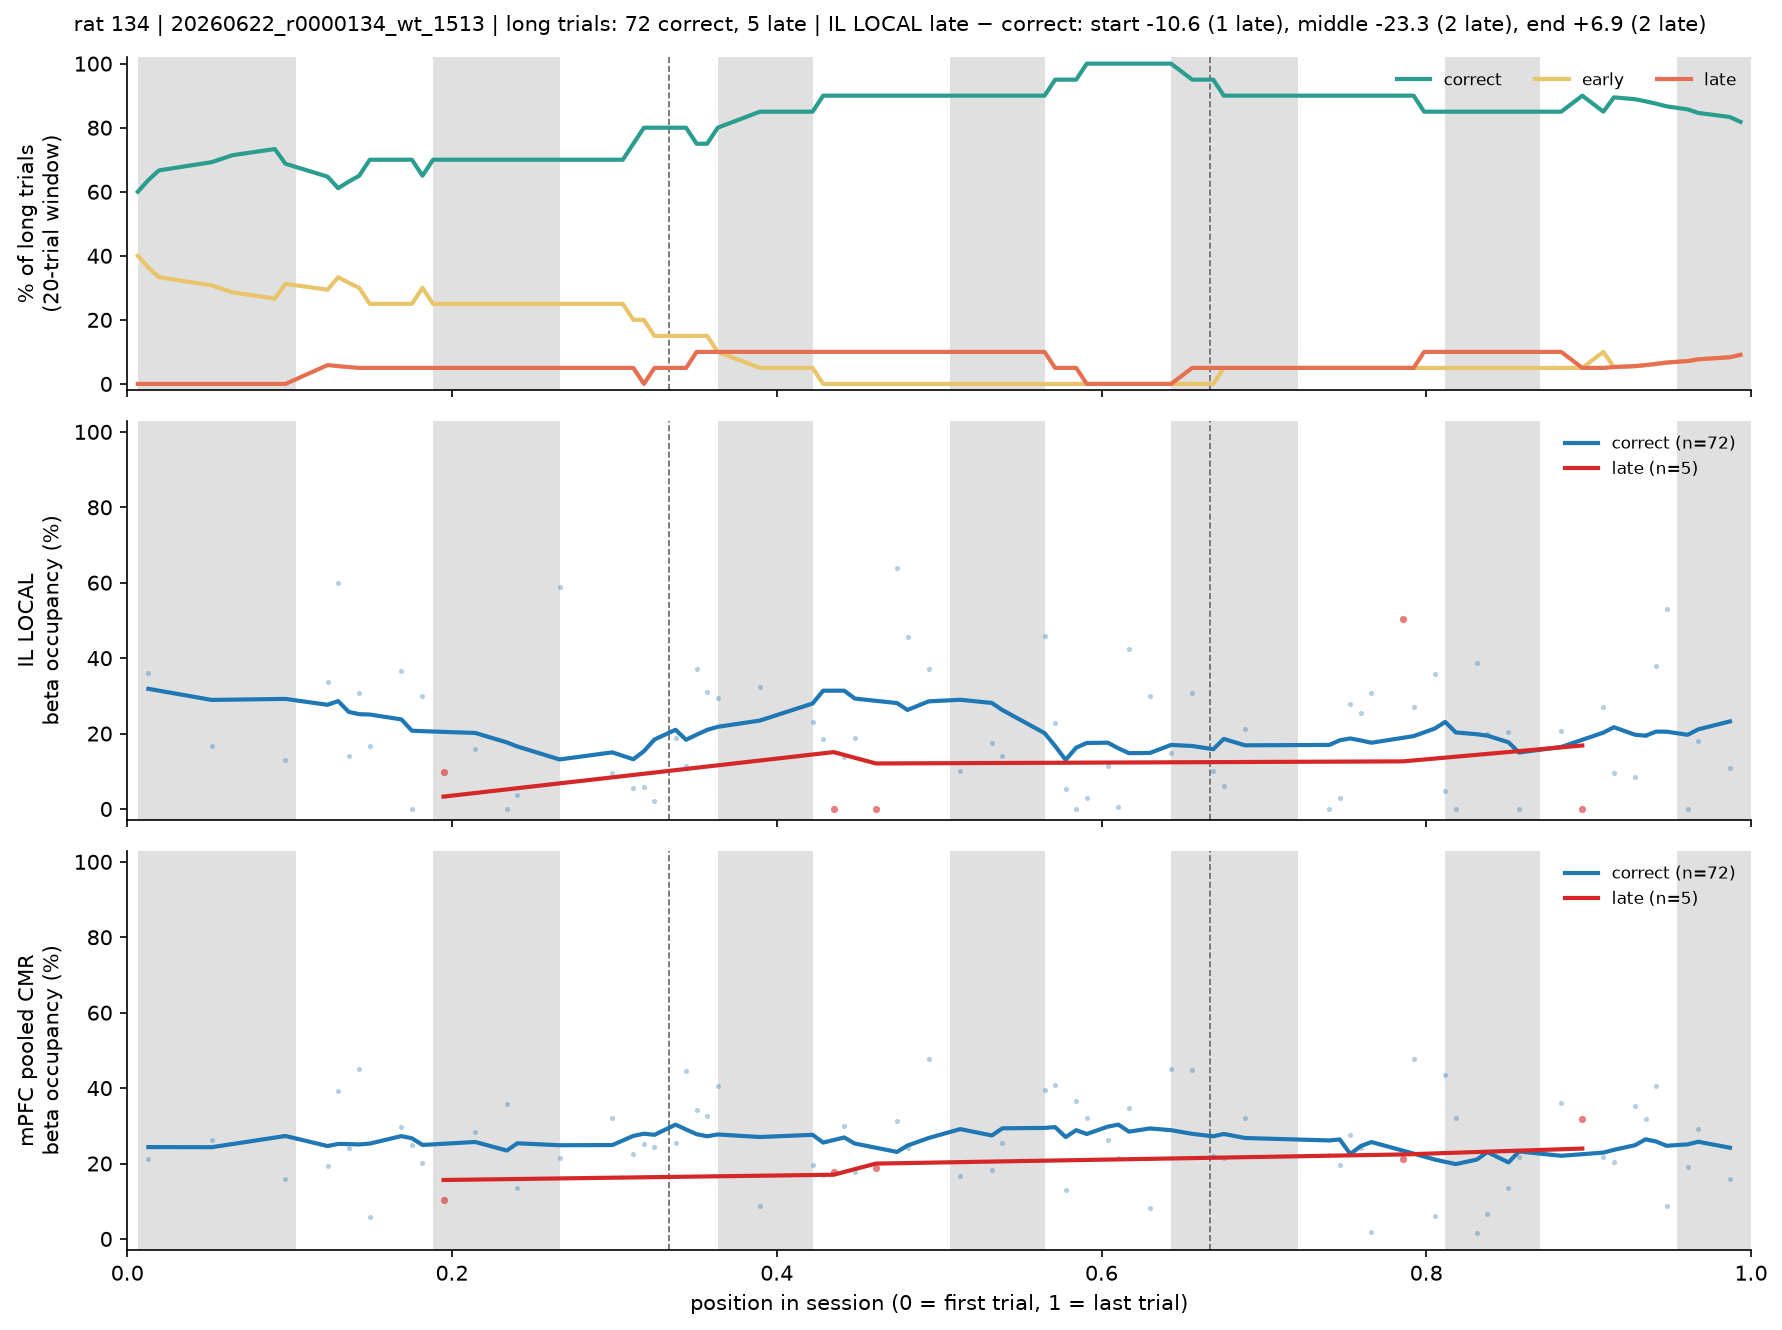 rat 134 | 20260622_r0000134_wt_1513 | long trials: 72 correct, 5 late | IL LOCAL late − correct: start -10.6 (1 late), middle -23.3 (2 late), end +6.9 (2 late)
% of long trials
(20-trial window)
100
80
60
40
20
0
correct
early
late
IL LOCAL
beta occupancy (%)
100
80
60
40
20
0
correct (n=72)
late (n=5)
mPFC pooled CMR
beta occupancy (%)
100
80
60
40
20
0
correct (n=72)
late (n=5)
0.0 0.2 0.4 0.6 0.8 1.0
position in session (0 = first trial, 1 = last trial)